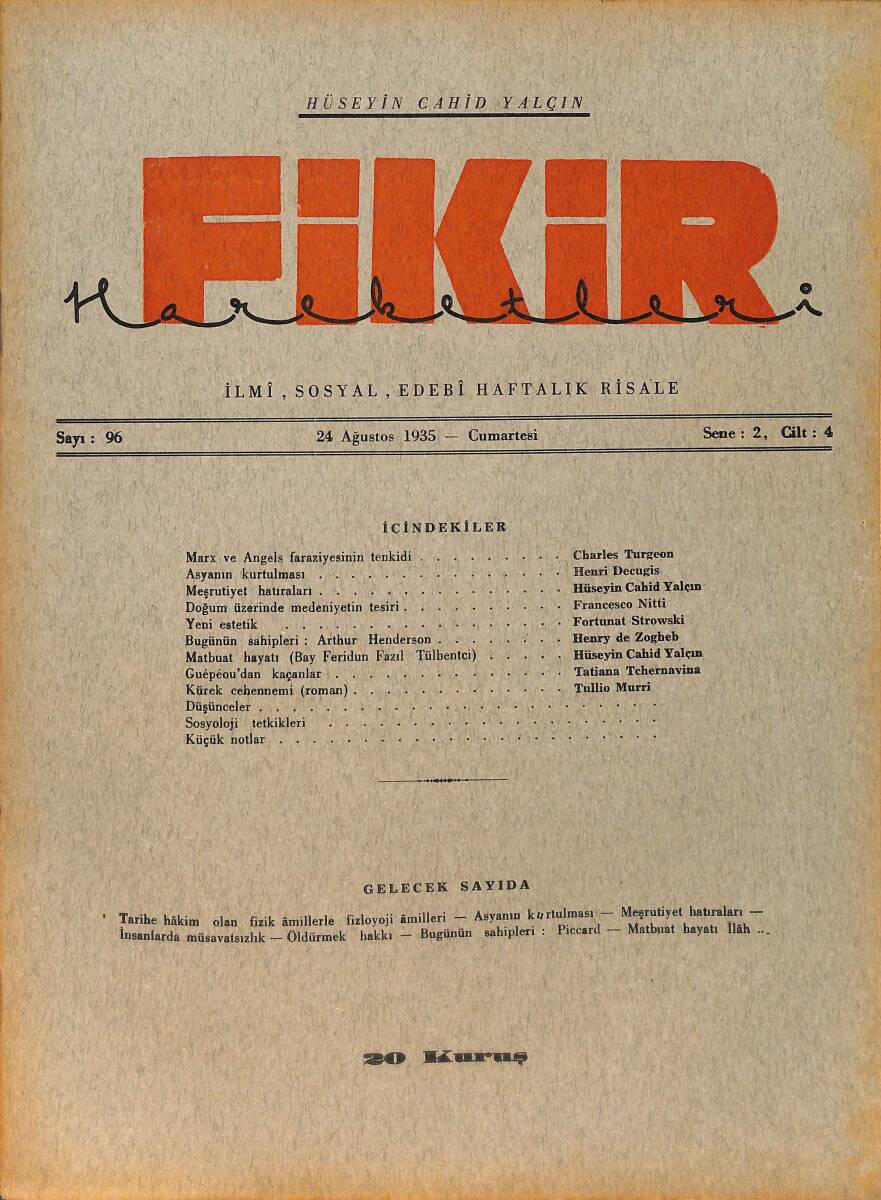 HÜSEYİN CAHİD YALÇIN
FİKİR
Hareketleri
İLMÎ , SOSYAL , EDEBÎ HAFTALIK RİSALE
Sayı : 96 24 Ağustos 1935 — Cumartesi Sene : 2, Cilt : 4
İÇİNDEKİLER
Marx ve Angels faraziyesinin tenkidi . . . . . . . . . Charles Turgeon
Asyanın kurtulması . . . . . . . . . . . . . . . Henri Decugis
Meşrutiyet hatıraları . . . . . . . . . . . . . . . Hüseyin Cahid Yalçın
Doğum üzerinde medeniyetin tesiri . . . . . . . . . . Francesco Nitti
Yeni estetik . . . . . . . . . . . . . . . . . Fortunat Strowski
Bugünün sahipleri : Arthur Henderson . . . . . . . . Henry de Zogheb
Matbuat hayatı (Bay Feridun Fazıl Tülbentci) . . . . . Hüseyin Cahid Yalçın
Guépéou'dan kaçanlar . . . . . . . . . . . . . . Tatiana Tchernavina
Kürek cehennemi (roman) . . . . . . . . . . . . . Tullio Murri
Düşünceler . . . . . . . . . . . . . . . . . . . . . . . .
Sosyoloji tetkikleri . . . . . . . . . . . . . . . . . . . .
Küçük notlar . . . . . . . . . . . . . . . . . . . . . . .
GELECEK SAYIDA
Tarihe hâkim olan fizik âmillerle fizloyoji âmilleri — Asyanın kurtulması — Meşrutiyet hatıraları —
İnsanlarda müsavatsızlık — Öldürmek hakkı — Bugünün sahipleri : Piccard — Matbuat hayatı İlâh ...
20 Kuruş